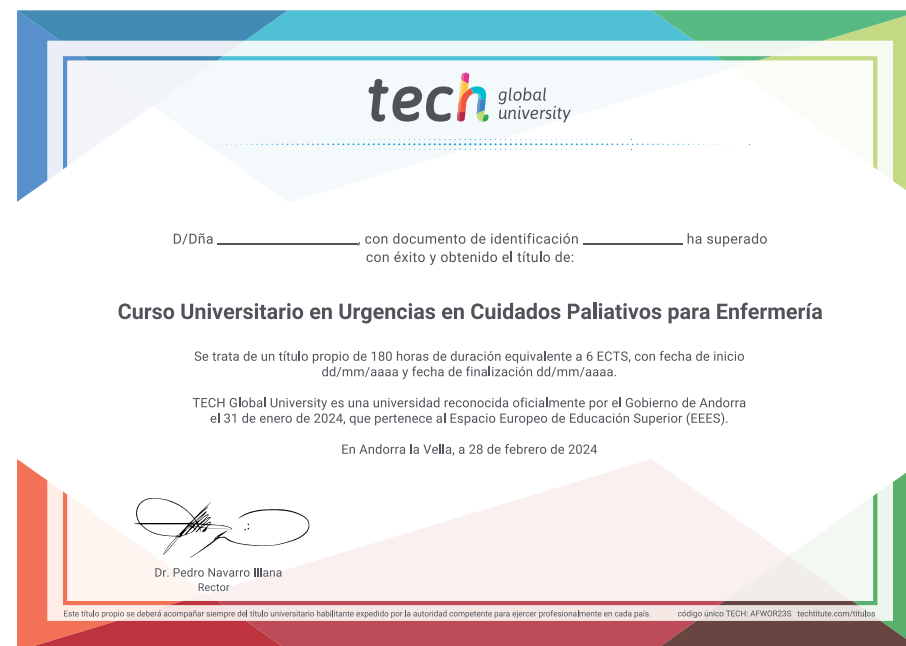 tech global university
D/Dña ____________________, con documento de identificación ______________ ha superado
con éxito y obtenido el título de:
Curso Universitario en Urgencias en Cuidados Paliativos para Enfermería
Se trata de un título propio de 180 horas de duración equivalente a 6 ECTS, con fecha de inicio
dd/mm/aaaa y fecha de finalización dd/mm/aaaa.
TECH Global University es una universidad reconocida oficialmente por el Gobierno de Andorra
el 31 de enero de 2024, que pertenece al Espacio Europeo de Educación Superior (EEES).
En Andorra la Vella, a 28 de febrero de 2024
Dr. Pedro Navarro Illana
Rector
Este título propio se deberá acompañar siempre del título universitario habilitante expedido por la autoridad competente para ejercer profesionalmente en cada país. código único TECH: AFWOR23S techtitute.com/titulos